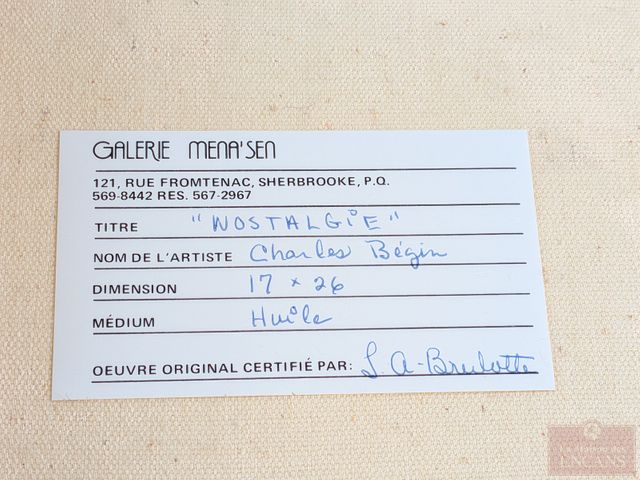 GALERIE MENA'SEN
121, RUE FROMTENAC, SHERBROOKE, P.Q.
569-8442 RES. 567-2967
TITRE "NOSTALGIE"
NOM DE L'ARTISTE Charles Bégin
DIMENSION 17 × 26
MÉDIUM Huile
OEUVRE ORIGINAL CERTIFIÉ PAR: L. A. Brulotte
ENCANS